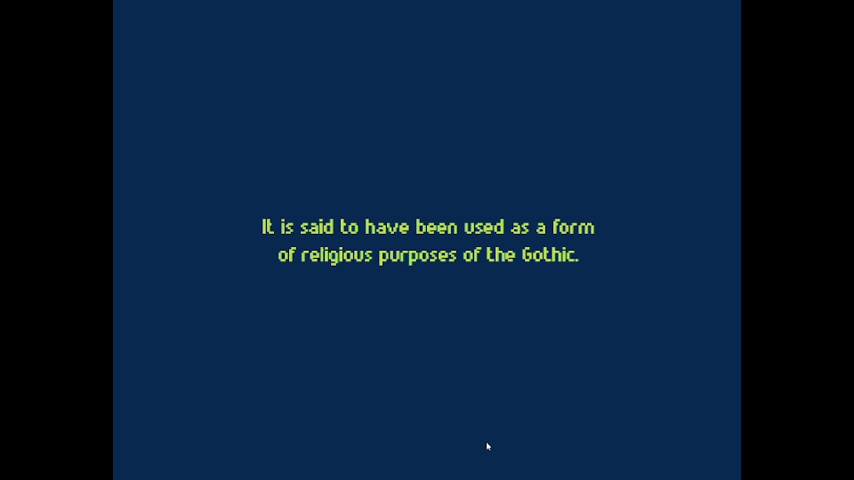 It is said to have been used as a form
of religious purposes of the Gothic.